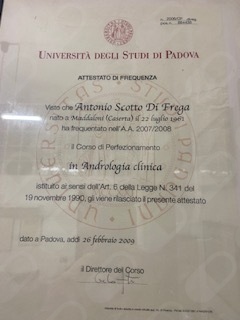 UNIVERSITÀ DEGLI STUDI DI PADOVA
ATTESTATO DI FREQUENZA
Visto che Antonio Scotto Di Frega
nato a Maddaloni (Caserta) il 22 luglio 1961
ha frequentato nell'A.A. 2007/2008
il Corso di Perfezionamento
in Andrologia clinica
istituito ai sensi dell'Art. 6 della Legge N. 341 del
19 novembre 1990, gli viene rilasciato il presente attestato
dato a Padova, addì 26 febbraio 2009
il Direttore del Corso